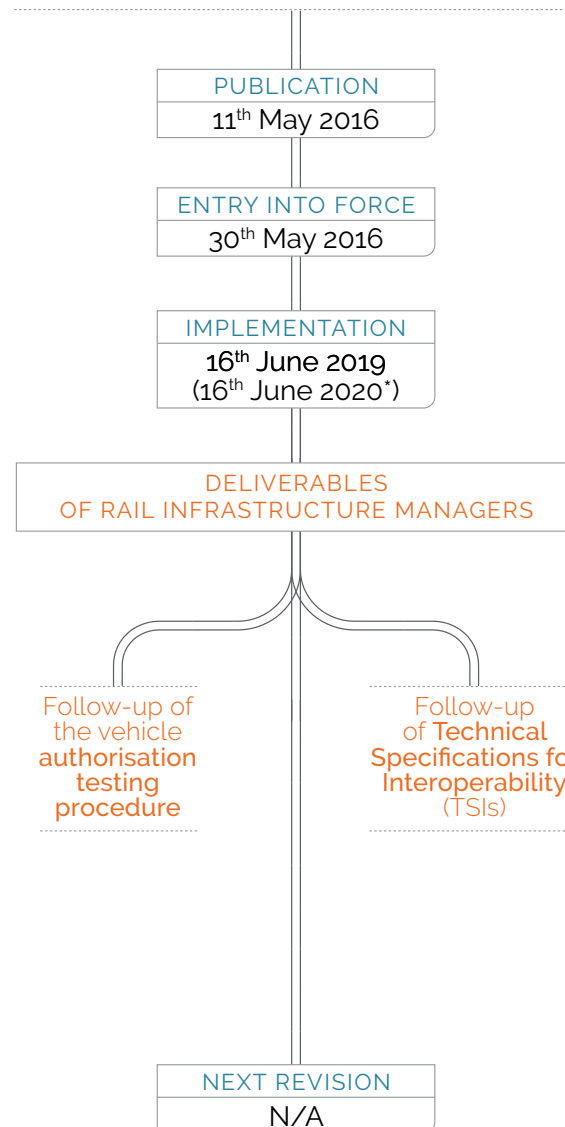 PUBLICATION
11th May 2016
ENTRY INTO FORCE
30th May 2016
IMPLEMENTATION
16th June 2019
(16th June 2020*)
DELIVERABLES
OF RAIL INFRASTRUCTURE MANAGERS
Follow-up of
the vehicle
authorisation
testing
procedure
Follow-up
of Technical
Specifications fo
Interoperability
(TSIs)
NEXT REVISION
N/A